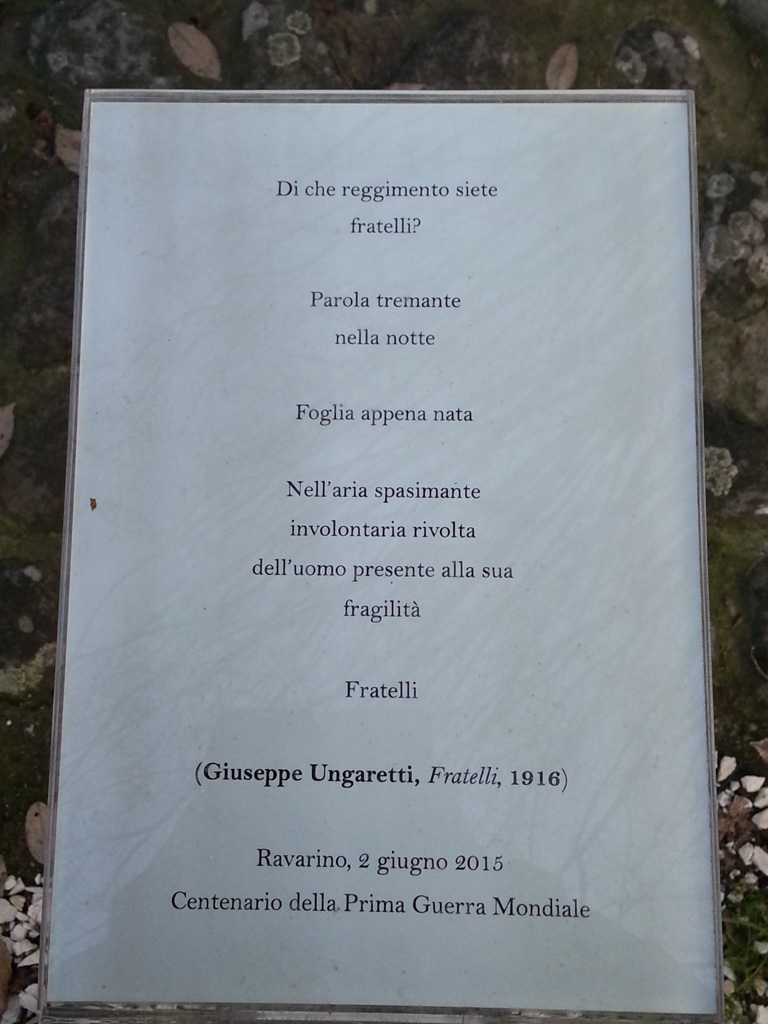 Di che reggimento siete
fratelli?
Parola tremante
nella notte
Foglia appena nata
Nell'aria spasimante
involontaria rivolta
dell'uomo presente alla sua
fragilità
Fratelli
(Giuseppe Ungaretti, Fratelli, 1916)
Ravarino, 2 giugno 2015
Centenario della Prima Guerra Mondiale